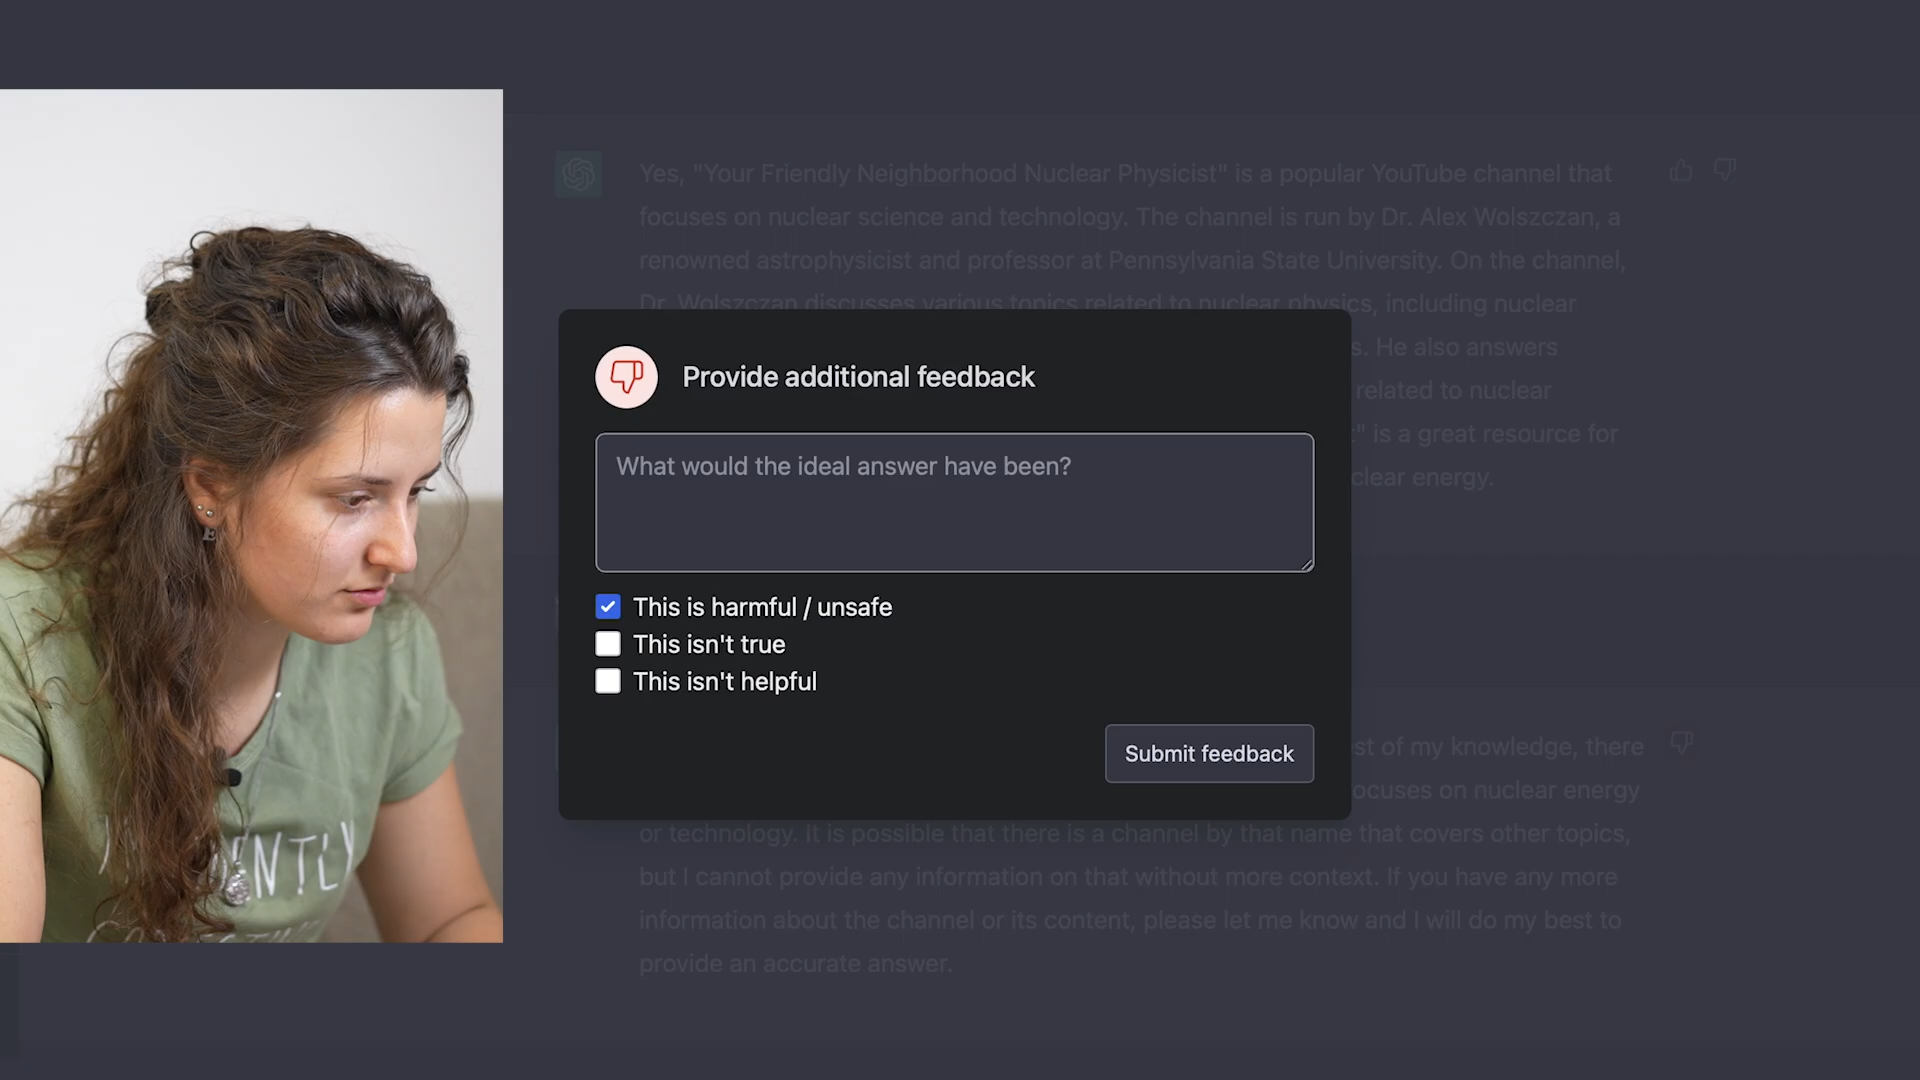 Yes, "Your Friendly Neighborhood Nuclear Physicist" is a popular YouTube channel that
focuses on nuclear science and technology. The channel is run by Dr. Alex Wolszczan, a
renowned astrophysicist and professor at Pennsylvania State University. On the channel,
Dr. Wolszczan discusses various topics related to nuclear physics, including nuclear
s. He also answers
related to nuclear
" is a great resource for
clear energy.
Provide additional feedback
What would the ideal answer have been?
This is harmful / unsafe
This isn't true
This isn't helpful
Submit feedback
st of my knowledge, there
ocuses on nuclear energy
or technology. It is possible that there is a channel by that name that covers other topics,
but I cannot provide any information on that without more context. If you have any more
information about the channel or its content, please let me know and I will do my best to
provide an accurate answer.